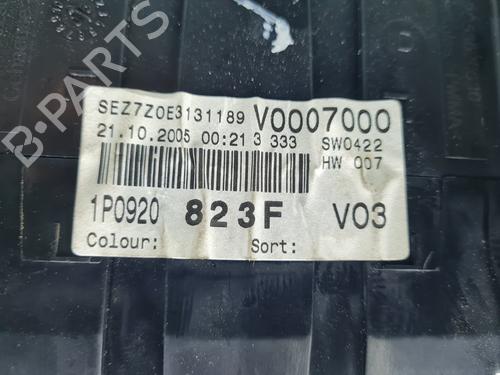 SEZ7Z0E3131189 V0007000
21.10.2005 00:21 3 333 SW0422
HW 007
1P0920 823F V03
Colour: Sort:
B-PARTS